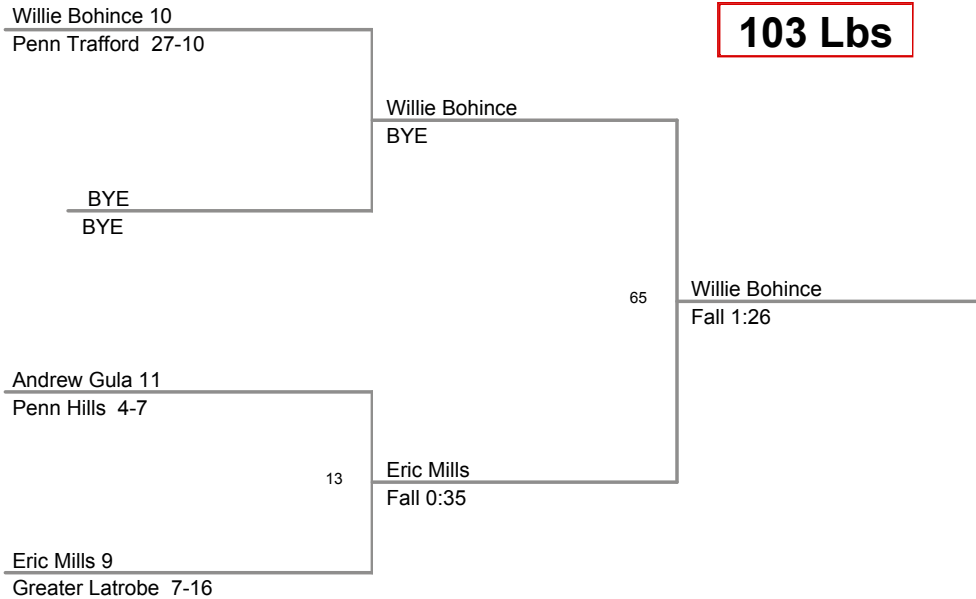 Willie Bohince 10
Penn Trafford 27-10
103 Lbs
Willie Bohince
BYE
BYE
BYE
65
Willie Bohince
Fall 1:26
Andrew Gula 11
Penn Hills 4-7
13
Eric Mills
Fall 0:35
Eric Mills 9
Greater Latrobe 7-16